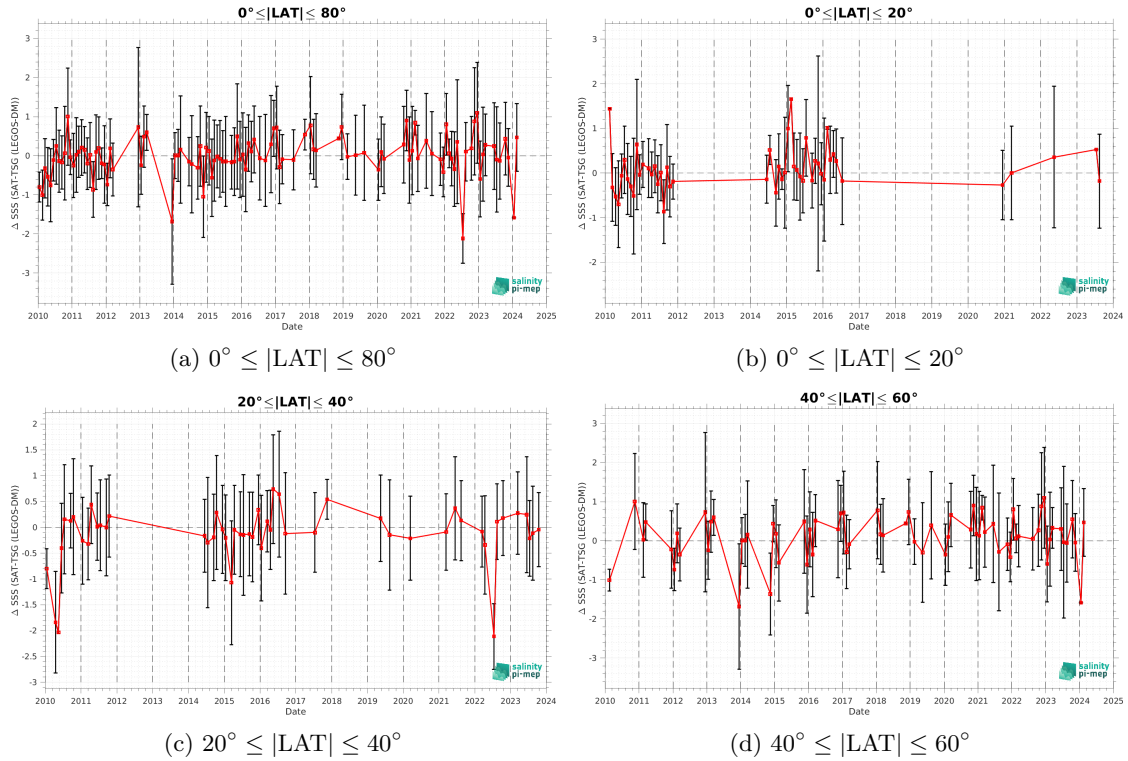 0°≤|LAT|≤ 80°
Δ SSS (SAT-TSG (LEGOS-DM))
3
2
1
0
-1
-2
-3
2010 2011 2012 2013 2014 2015 2016 2017 2018 2019 2020 2021 2022 2023 2024 2025
Date
salinity
pi-mep
(a) 0° ≤ |LAT| ≤ 80°
0°≤|LAT|≤ 20°
Δ SSS (SAT-TSG (LEGOS-DM))
3
2
1
0
-1
-2
2010 2011 2012 2013 2014 2015 2016 2017 2018 2019 2020 2021 2022 2023 2024
Date
salinity
pi-mep
(b) 0° ≤ |LAT| ≤ 20°
20°≤|LAT|≤ 40°
Δ SSS (SAT-TSG (LEGOS-DM))
2
1.5
1
0.5
0
-0.5
-1
-1.5
-2
-2.5
-3
2010 2011 2012 2013 2014 2015 2016 2017 2018 2019 2020 2021 2022 2023 2024
Date
salinity
pi-mep
(c) 20° ≤ |LAT| ≤ 40°
40°≤|LAT|≤ 60°
Δ SSS (SAT-TSG (LEGOS-DM))
3
2
1
0
-1
-2
-3
2010 2011 2012 2013 2014 2015 2016 2017 2018 2019 2020 2021 2022 2023 2024 2025
Date
salinity
pi-mep
(d) 40° ≤ |LAT| ≤ 60°